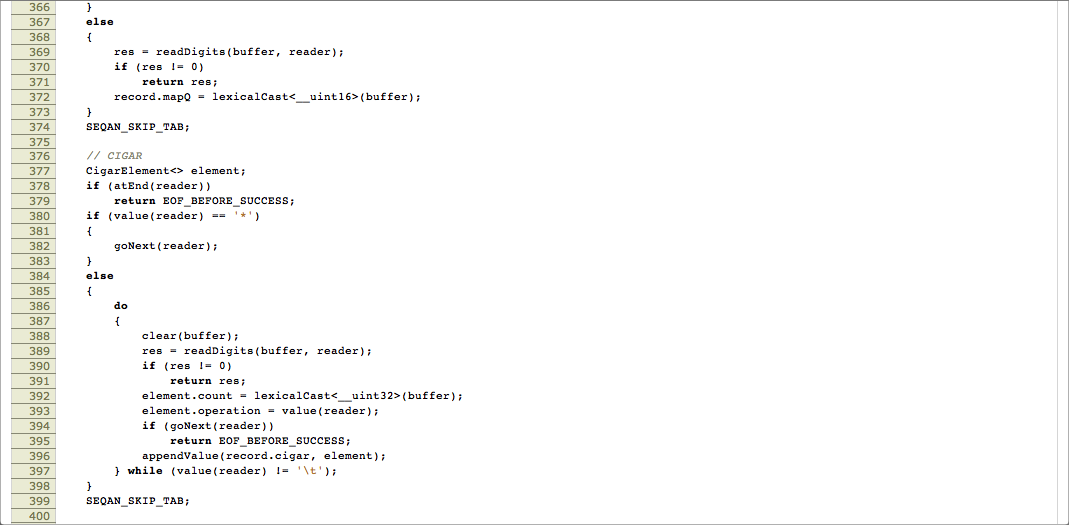 366     }
367     else
368     {
369         res = readDigits(buffer, reader);
370         if (res != 0)
371             return res;
372         record.mapQ = lexicalCast<__uint16>(buffer);
373     }
374     SEQAN_SKIP_TAB;
375
376     // CIGAR
377     CigarElement<> element;
378     if (atEnd(reader))
379         return EOF_BEFORE_SUCCESS;
380     if (value(reader) == '*')
381     {
382         goNext(reader);
383     }
384     else
385     {
386         do
387         {
388             clear(buffer);
389             res = readDigits(buffer, reader);
390             if (res != 0)
391                 return res;
392             element.count = lexicalCast<__uint32>(buffer);
393             element.operation = value(reader);
394             if (goNext(reader))
395                 return EOF_BEFORE_SUCCESS;
396             appendValue(record.cigar, element);
397         } while (value(reader) != '\t');
398     }
399     SEQAN_SKIP_TAB;
400